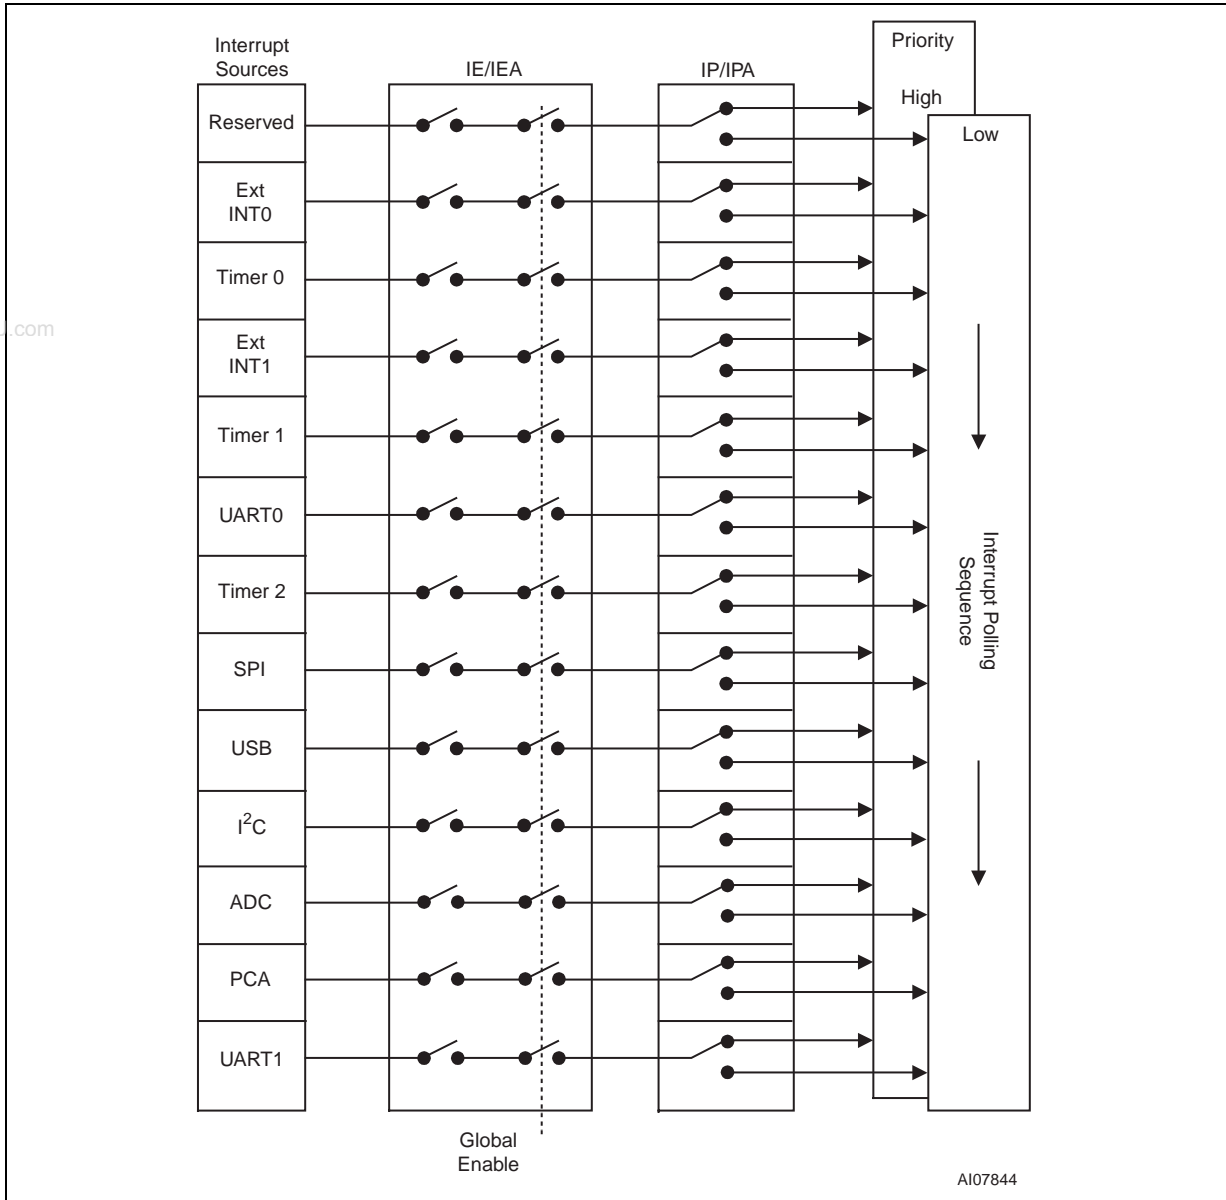 Interrupt
Sources
IE/IEA
IP/IPA
Priority
High
Low
Reserved
Ext
INT0
Timer 0
Ext
INT1
Timer 1
UART0
Timer 2
SPI
USB
I²C
ADC
PCA
UART1
Interrupt Polling
Sequence
Global
Enable
AI07844
.com